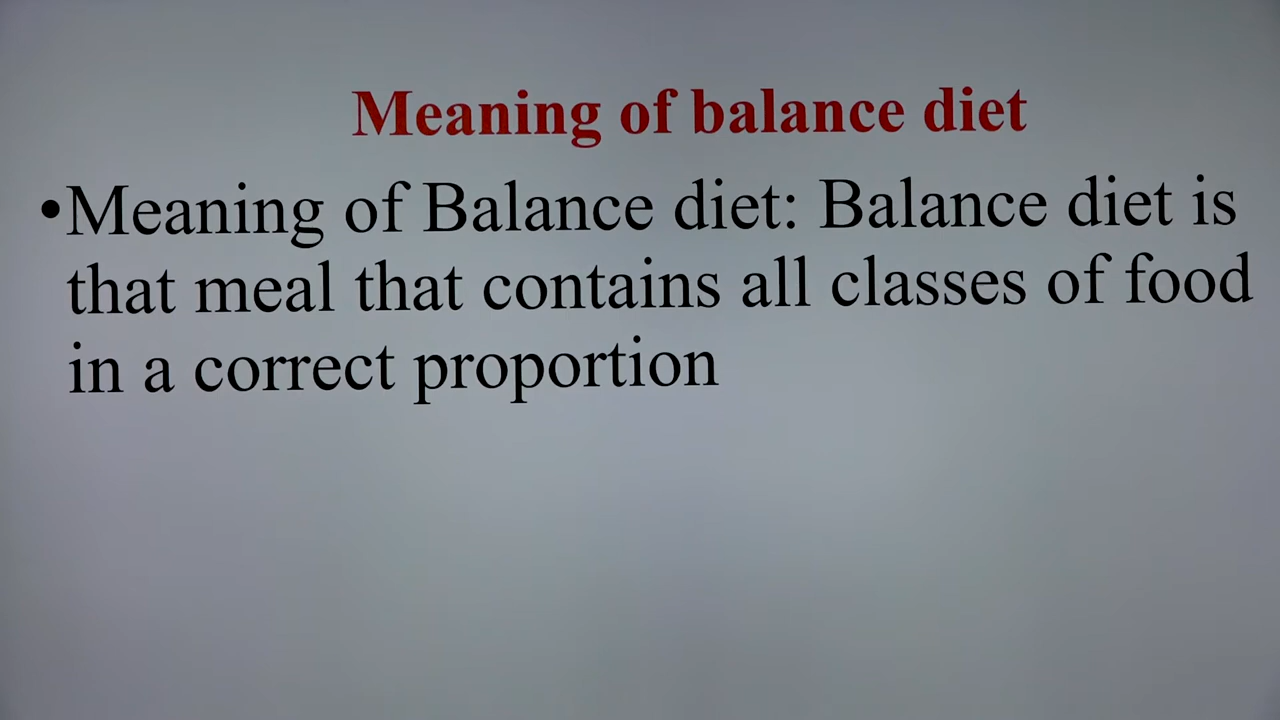 Meaning of balance diet
•Meaning of Balance diet: Balance diet is
that meal that contains all classes of food
in a correct proportion